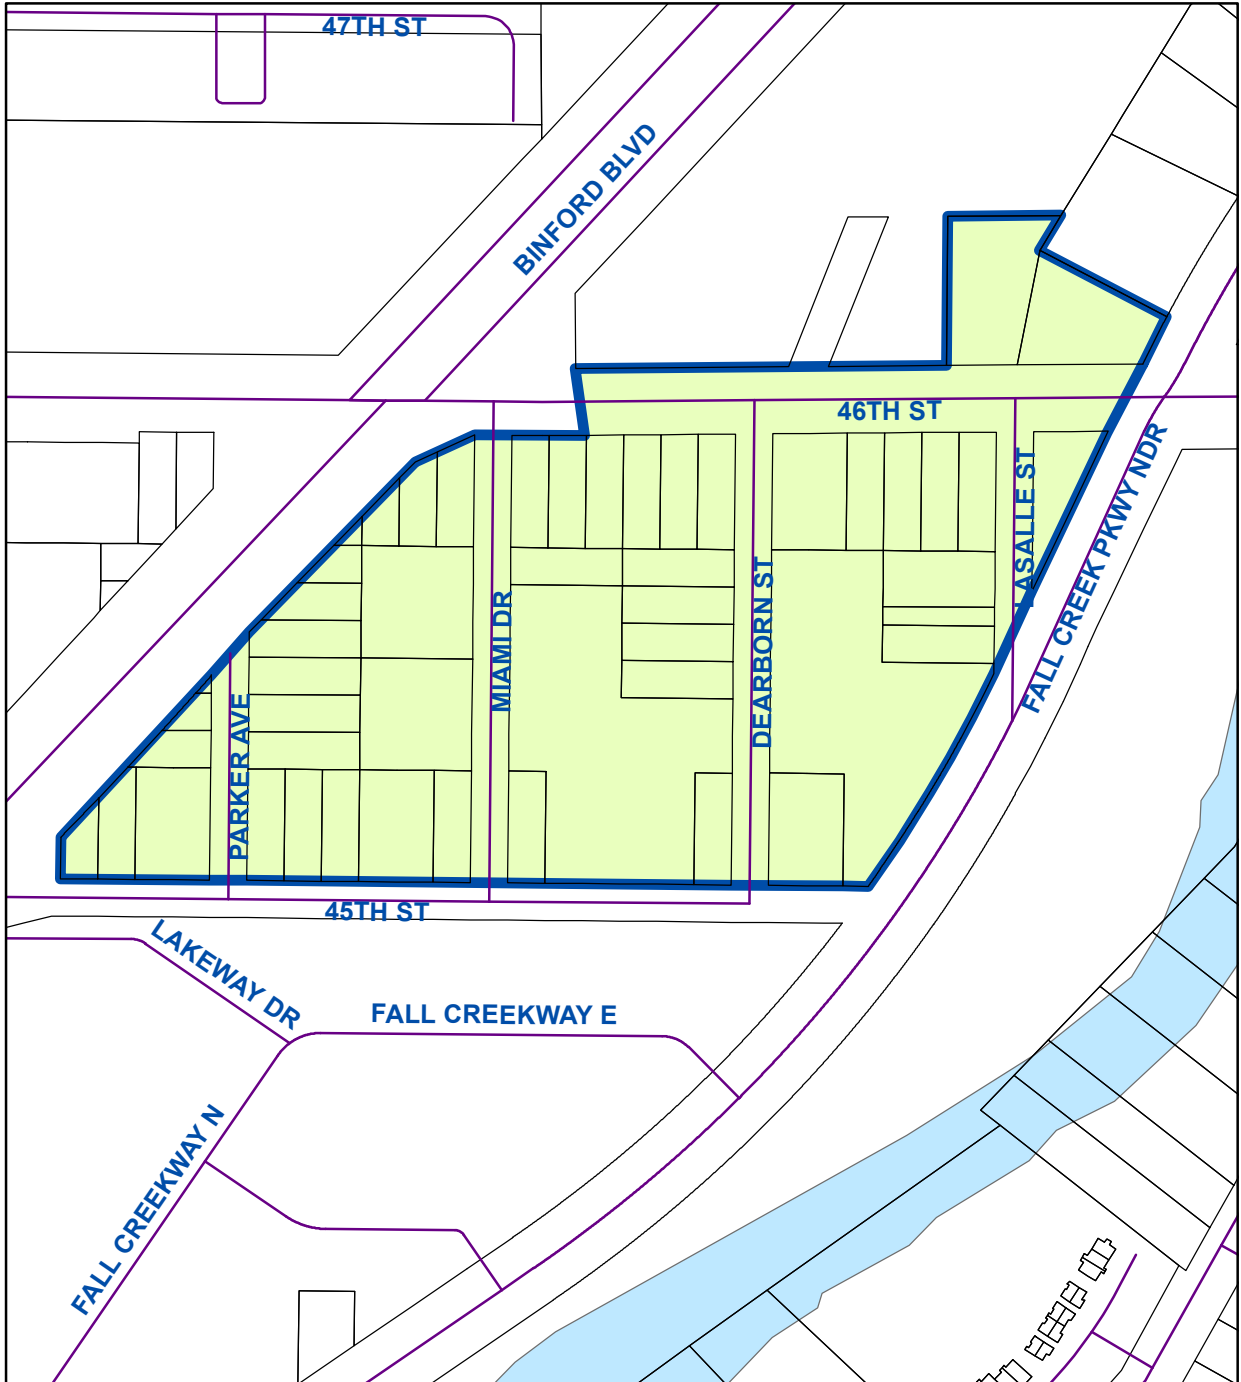 47TH ST
BINFORD BLVD
46TH ST
LASALLE ST
FALL CREEK PKWY NDR
MIAMI DR
DEARBORN ST
PARKER AVE
45TH ST
LAKEWAY DR
FALL CREEKWAY E
FALL CREEKWAY N